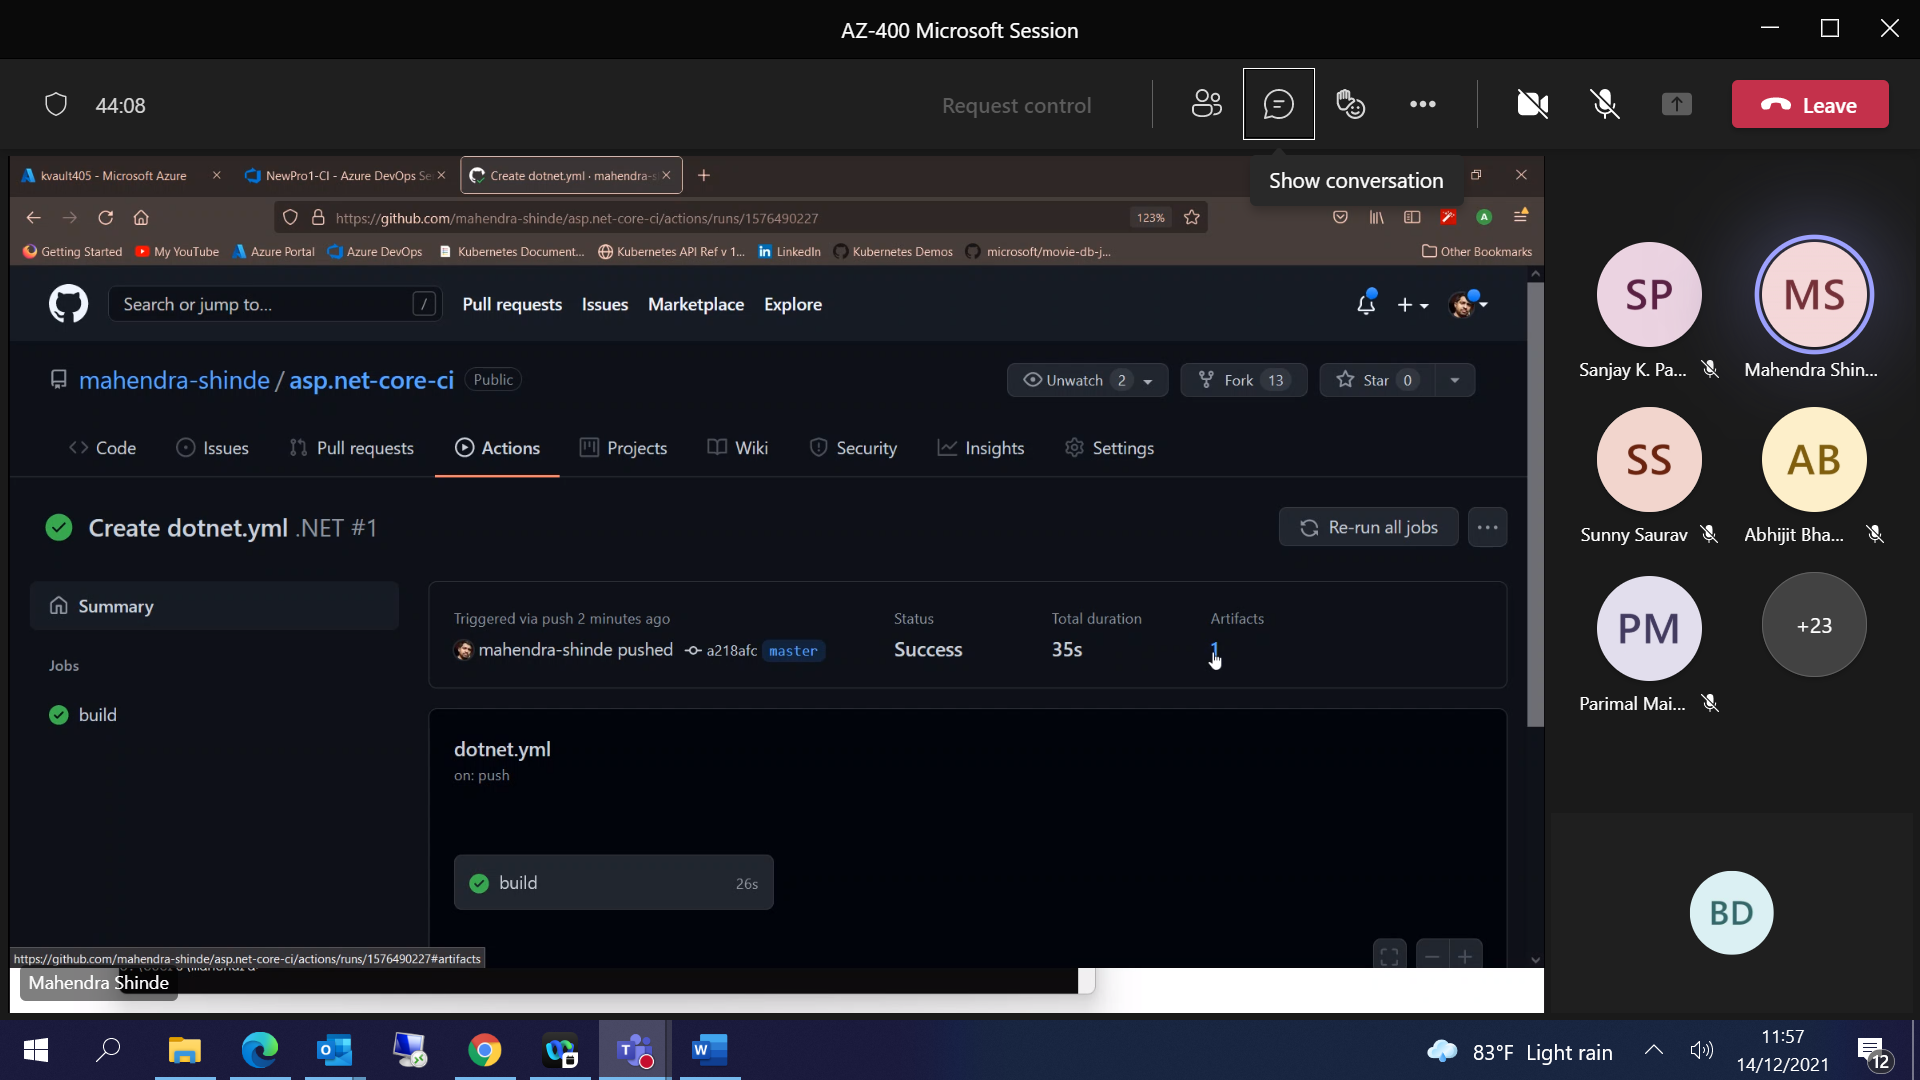 AZ-400 Microsoft Session
44:08
Request control
Leave
Show conversation
kvault405 - Microsoft Azure
NewPro1-CI - Azure DevOps Se
Create dotnet.yml · mahendra-s
https://github.com/mahendra-shinde/asp.net-core-ci/actions/runs/1576490227
123%
A
Getting Started
My YouTube
Azure Portal
Azure DevOps
Kubernetes Document...
Kubernetes API Ref v 1...
in LinkedIn
Kubernetes Demos
microsoft/movie-db-j...
Other Bookmarks
Search or jump to...
/
Pull requests
Issues
Marketplace
Explore
mahendra-shinde / asp.net-core-ci
Public
Unwatch 2
Fork 13
Star 0
Code
Issues
Pull requests
Actions
Projects
Wiki
Security
Insights
Settings
Create dotnet.yml .NET #1
Re-run all jobs
Summary
Jobs
build
Triggered via push 2 minutes ago
mahendra-shinde pushed a218afc master
Status
Success
Total duration
35s
Artifacts
1
dotnet.yml
on: push
build
26s
https://github.com/mahendra-shinde/asp.net-core-ci/actions/runs/1576490227#artifacts
Mahendra Shinde
SP
Sanjay K. Pa...
MS
Mahendra Shin...
SS
Sunny Saurav
AB
Abhijit Bha...
PM
Parimal Mai...
+23
BD
83°F Light rain
11:57
14/12/2021
12